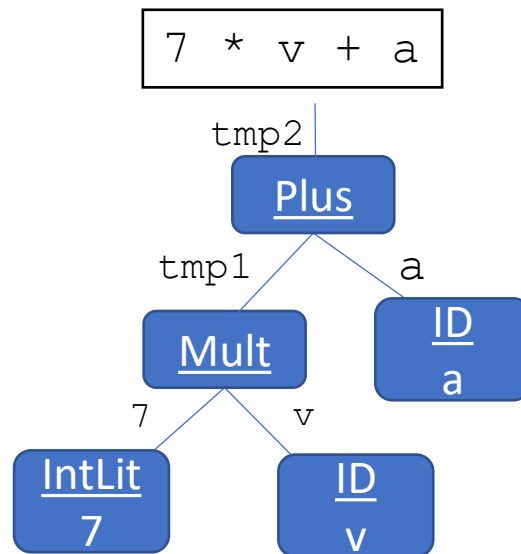 7 * v + a
tmp2
Plus
tmp1
a
Mult
ID
a
7
v
IntLit
7
ID
v